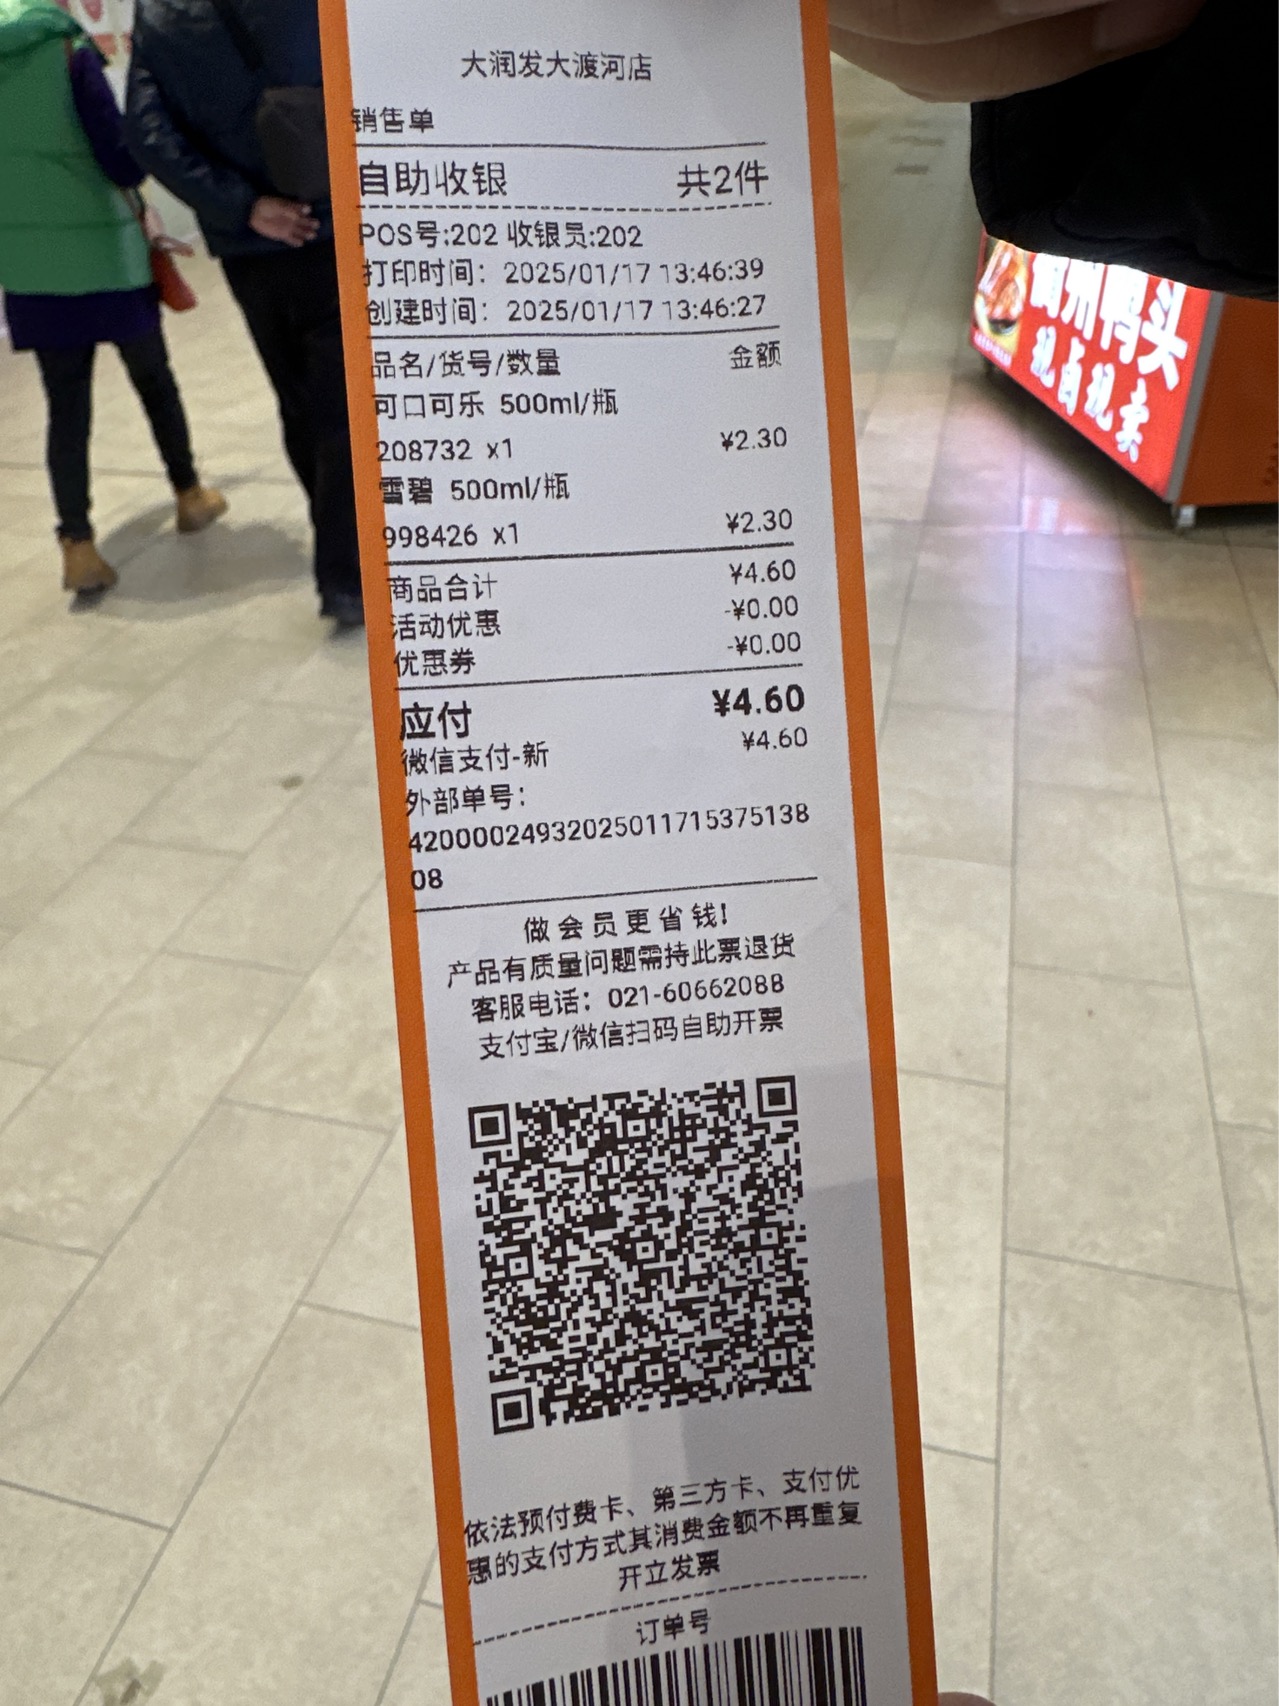 大润发大渡河店
销售单
自助收银 共2件
POS号:202 收银员:202
打印时间: 2025/01/17 13:46:39
创建时间: 2025/01/17 13:46:27
品名/货号/数量 金额
可口可乐 500ml/瓶
208732 x1 ¥2.30
雪碧 500ml/瓶
998426 x1 ¥2.30
商品合计 ¥4.60
活动优惠 -¥0.00
优惠券 -¥0.00
应付 ¥4.60
微信支付-新 ¥4.60
外部单号:
42000024932025011715375138
08
做会员更省钱!
产品有质量问题需持此票退货
客服电话: 021-60662088
支付宝/微信扫码自助开票
依法预付费卡、第三方卡、支付优
惠的支付方式其消费金额不再重复
开立发票
订单号
州鸭头
现卤现卖